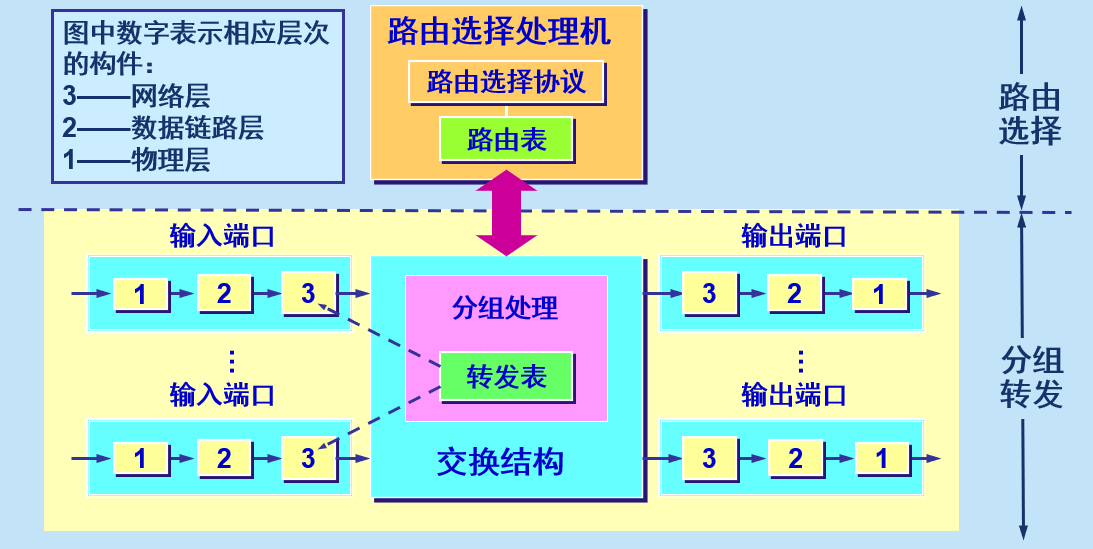 图中数字表示相应层次
的构件：
3——网络层
2——数据链路层
1——物理层
路由选择处理机
路由选择协议
路由表
路由
选择
输入端口
1 2 3
输入端口
1 2 3
分组处理
转发表
交换结构
输出端口
3 2 1
输出端口
3 2 1
分组
转发